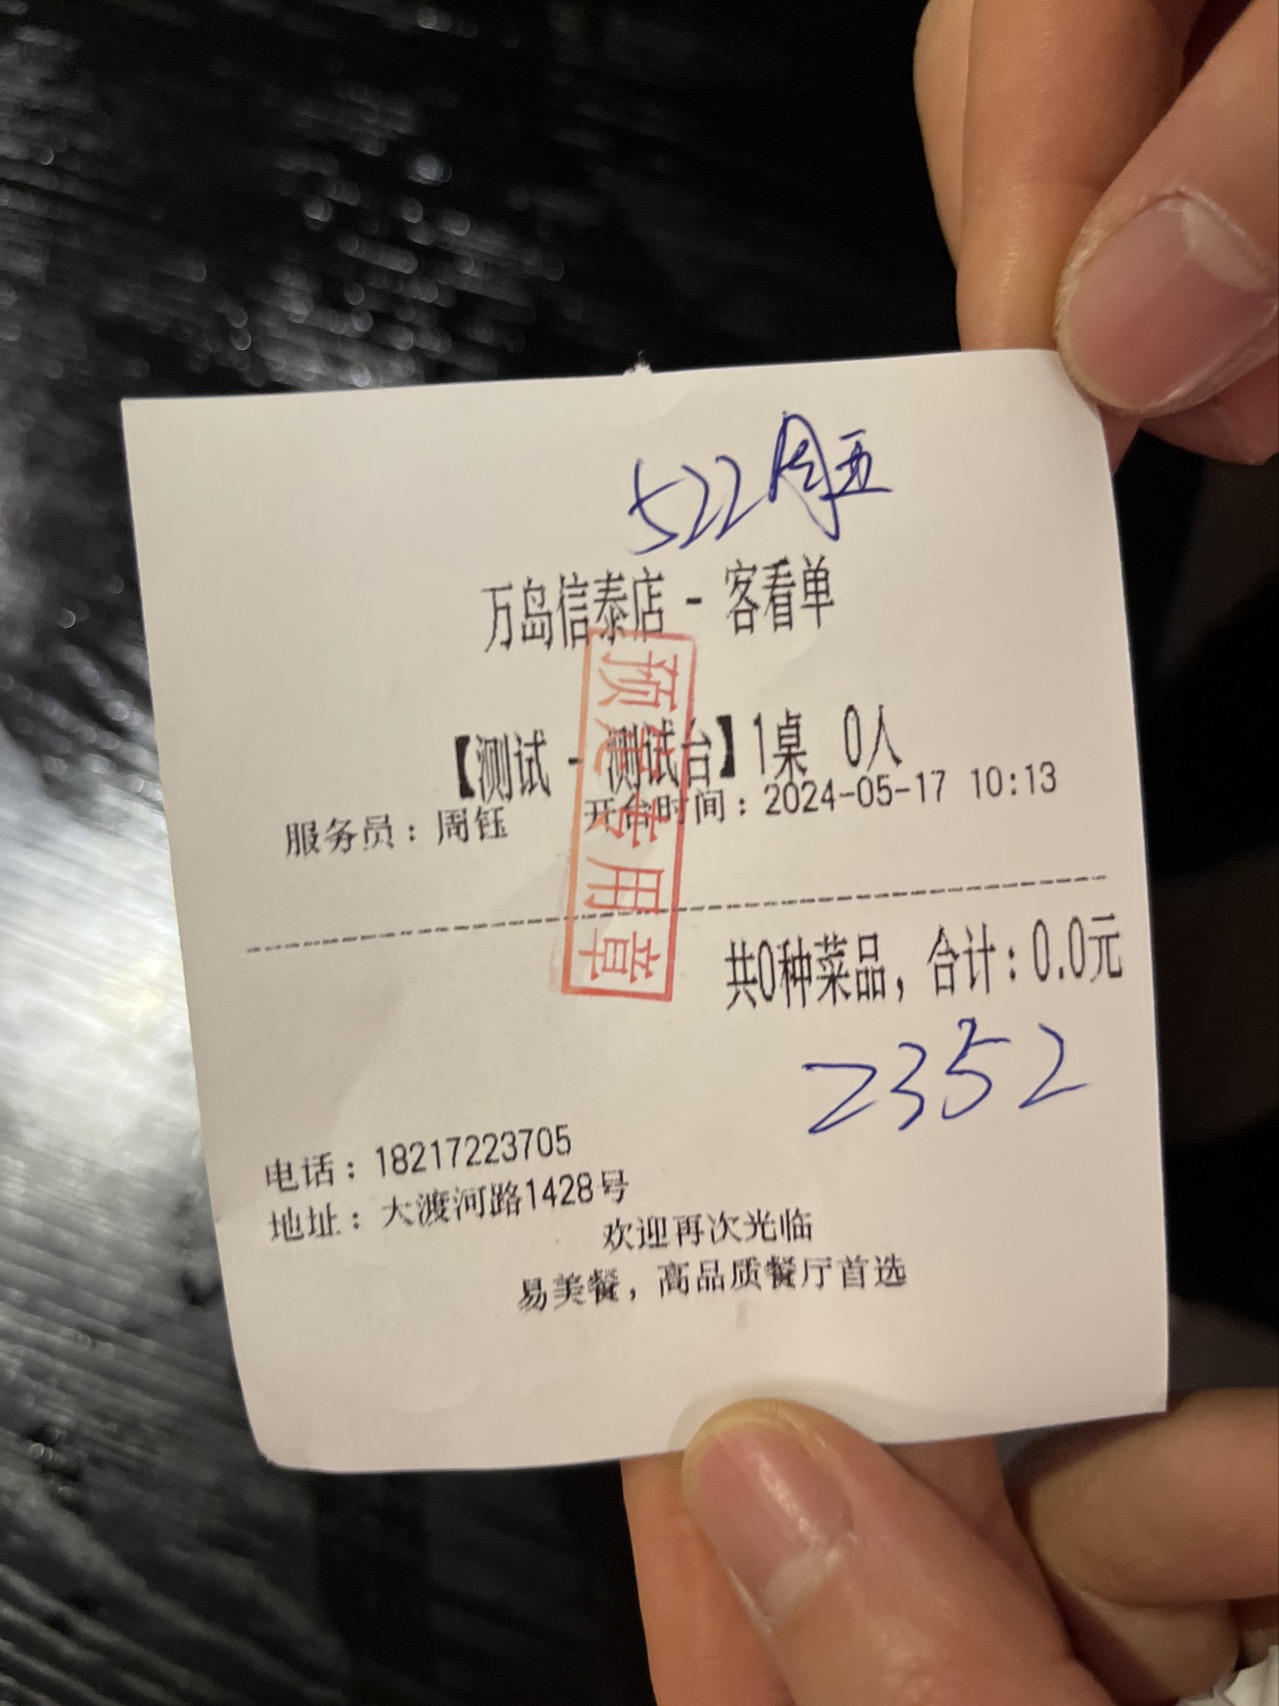 522周五
万岛信泰店 - 客看单
【测试 - 测试台】1桌 0人
服务员：周钰 开台时间：2024-05-17 10:13
预定专用章
共0种菜品，合计：0.0元
2352
电话：18217223705
地址：大渡河路1428号
欢迎再次光临
易美餐，高品质餐厅首选